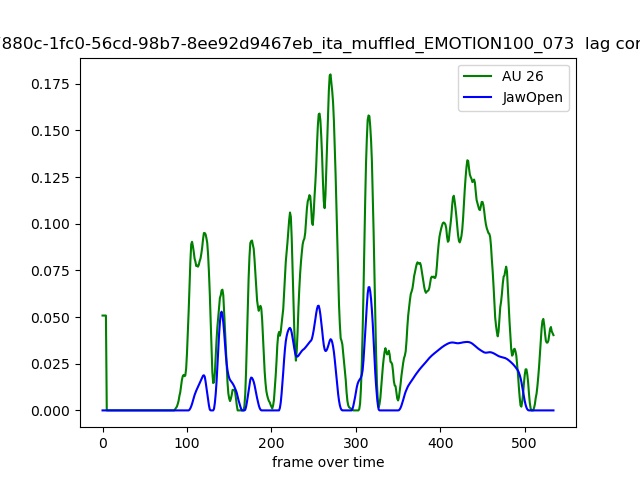 880c-1fc0-56cd-98b7-8ee92d9467eb_ita_muffled_EMOTION100_073 lag cor
AU 26
JawOpen
0.175
0.150
0.125
0.100
0.075
0.050
0.025
0.000
0 100 200 300 400 500
frame over time